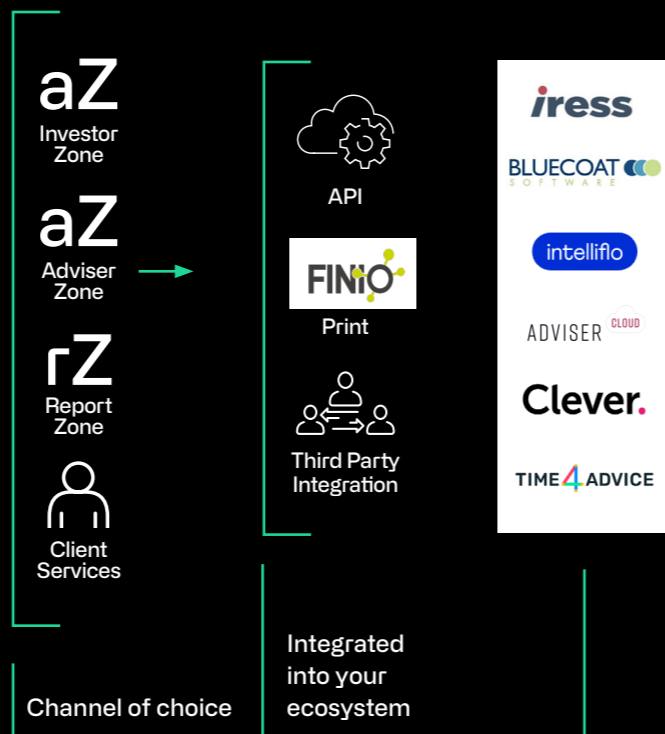 aZ
Investor
Zone
aZ
Adviser
Zone
rZ
Report
Zone
Client
Services
Channel of choice
API
FINIO
Print
Third Party
Integration
Integrated
into your
ecosystem
iress
BLUECOAT
SOFTWARE
intelliflo
ADVISER CLOUD
Clever.
TIME4ADVICE